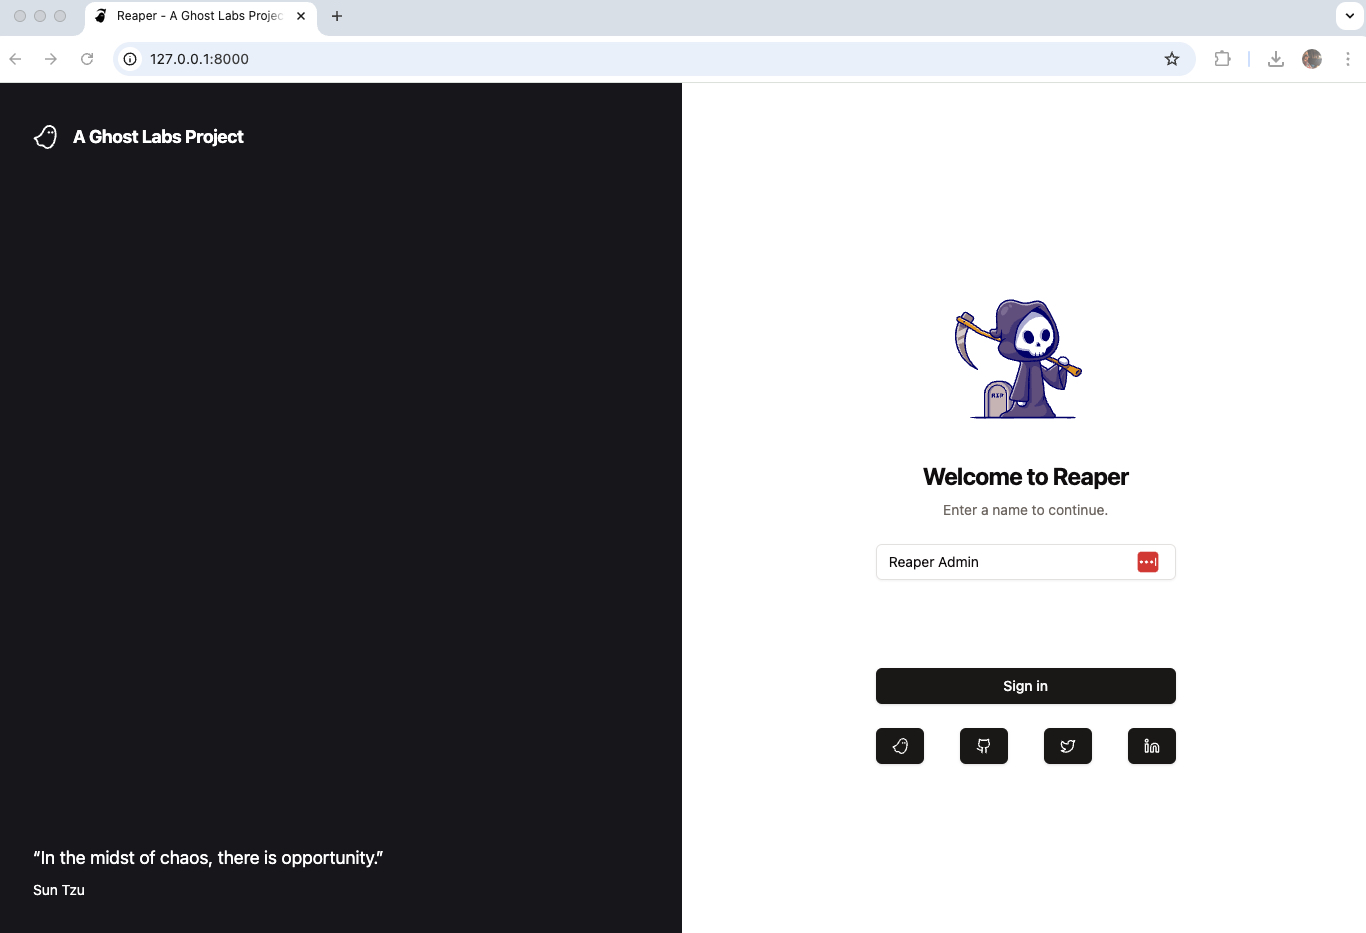 Reaper - A Ghost Labs Projec
127.0.0.1:8000
A Ghost Labs Project
RIP
Welcome to Reaper
Enter a name to continue.
Reaper Admin
Sign in
“In the midst of chaos, there is opportunity.”
Sun Tzu